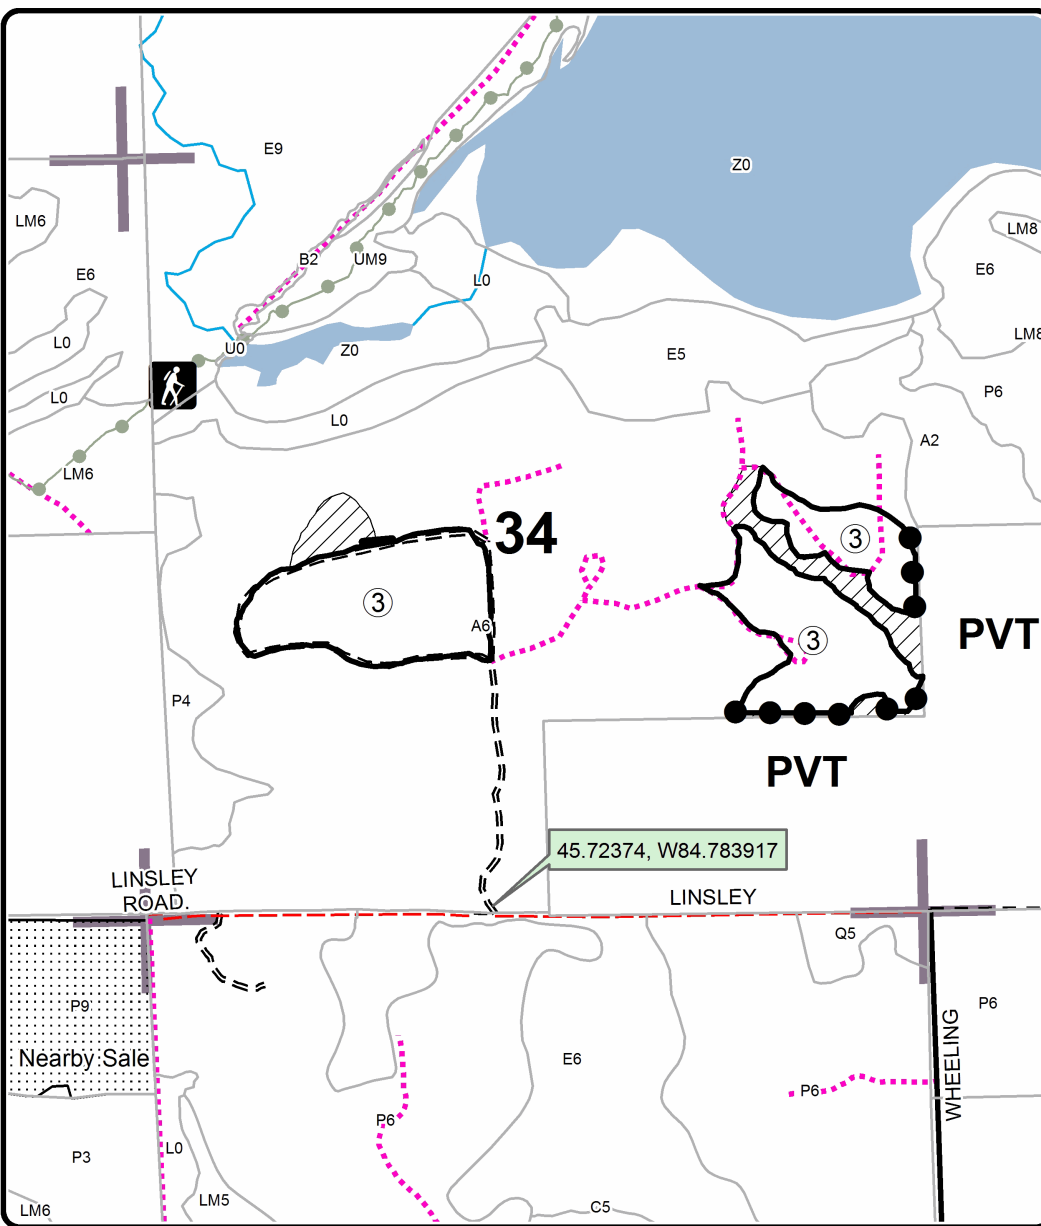 E9
Z0
LM6
LM8
E6
E6
B2
UM9
L0
L0
LM8
U0
Z0
E5
P6
L0
L0
A2
LM6
34
3
3
A6
3
PVT
P4
PVT
45.72374, W84.783917
LINSLEY
ROAD.
LINSLEY
Q5
P9
P6
WHEELING
Nearby Sale
E6
P6
P6
L0
P3
LM5
LM6
C5